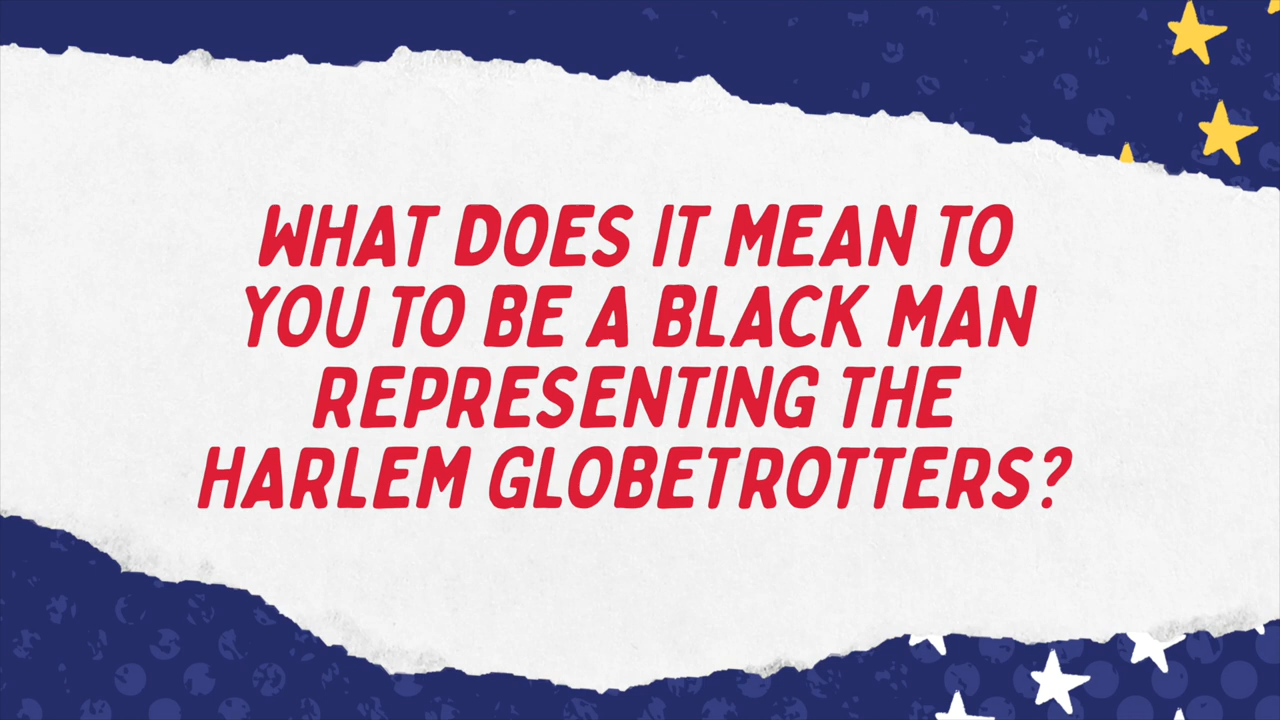 WHAT DOES IT MEAN TO
YOU TO BE A BLACK MAN
REPRESENTING THE
HARLEM GLOBETROTTERS?